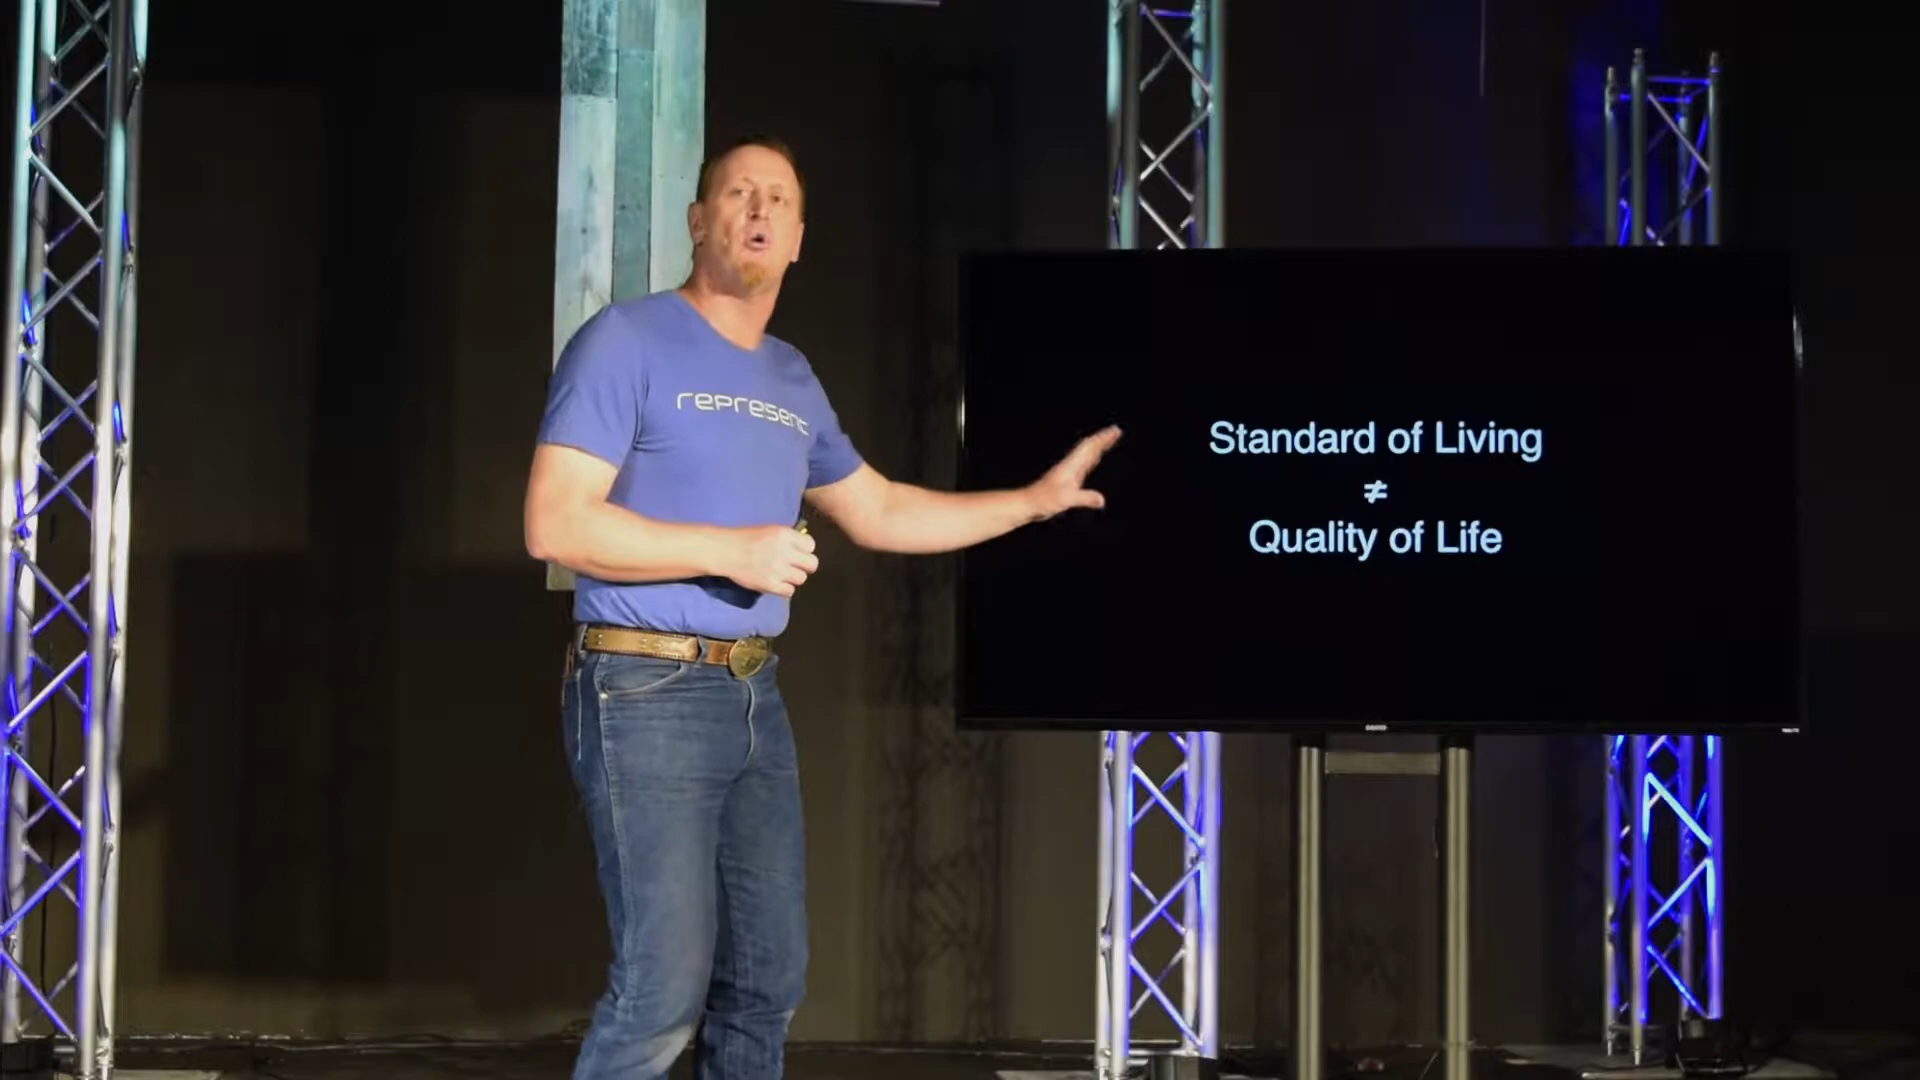 represent
Standard of Living
≠
Quality of Life